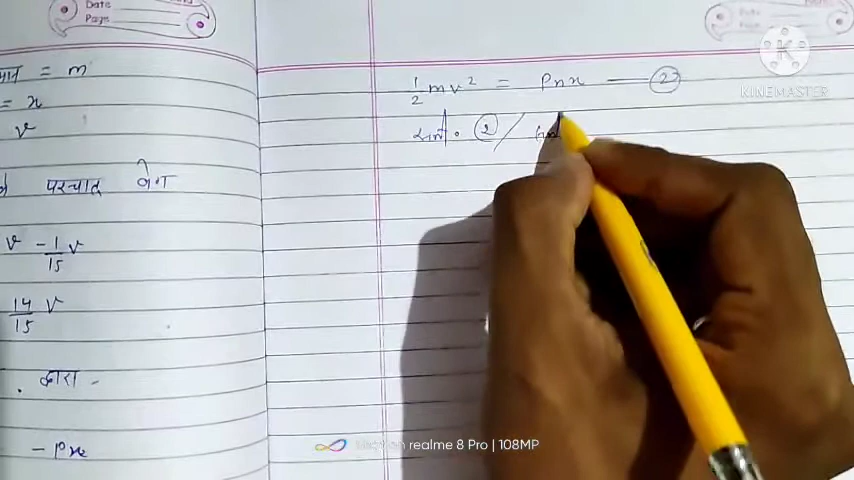 Date
Page
= m
= x
v
पश्चात वेग
v - 1/15 v
14/15 v
द्वारा -
- Px
1/2 mv² = Pnx — (2)
समी. (2) /
KINEMASTER
realme 8 Pro | 108MP